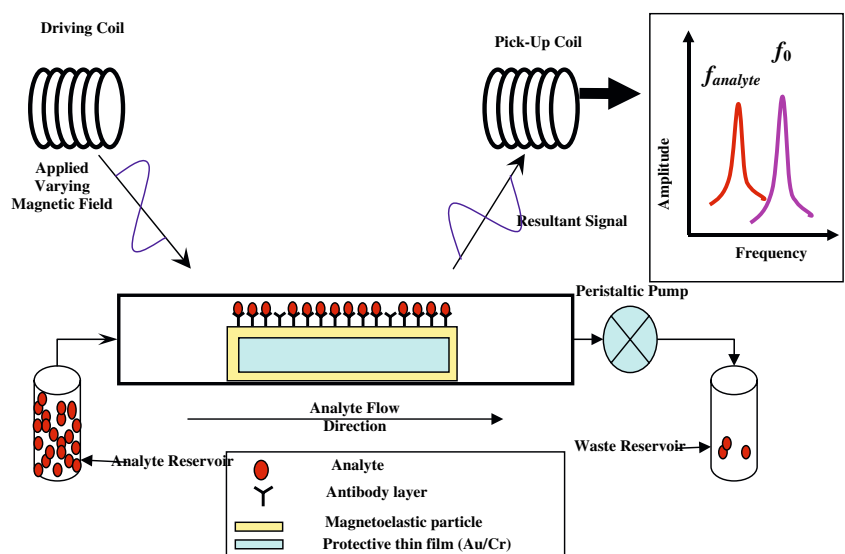 Driving Coil
Pick-Up Coil
f0
fanalyte
Applied
Varying
Magnetic Field
Resultant Signal
Amplitude
Frequency
Peristaltic Pump
Analyte Flow
Direction
Analyte Reservoir
Waste Reservoir
Analyte
Antibody layer
Magnetoelastic particle
Protective thin film (Au/Cr)